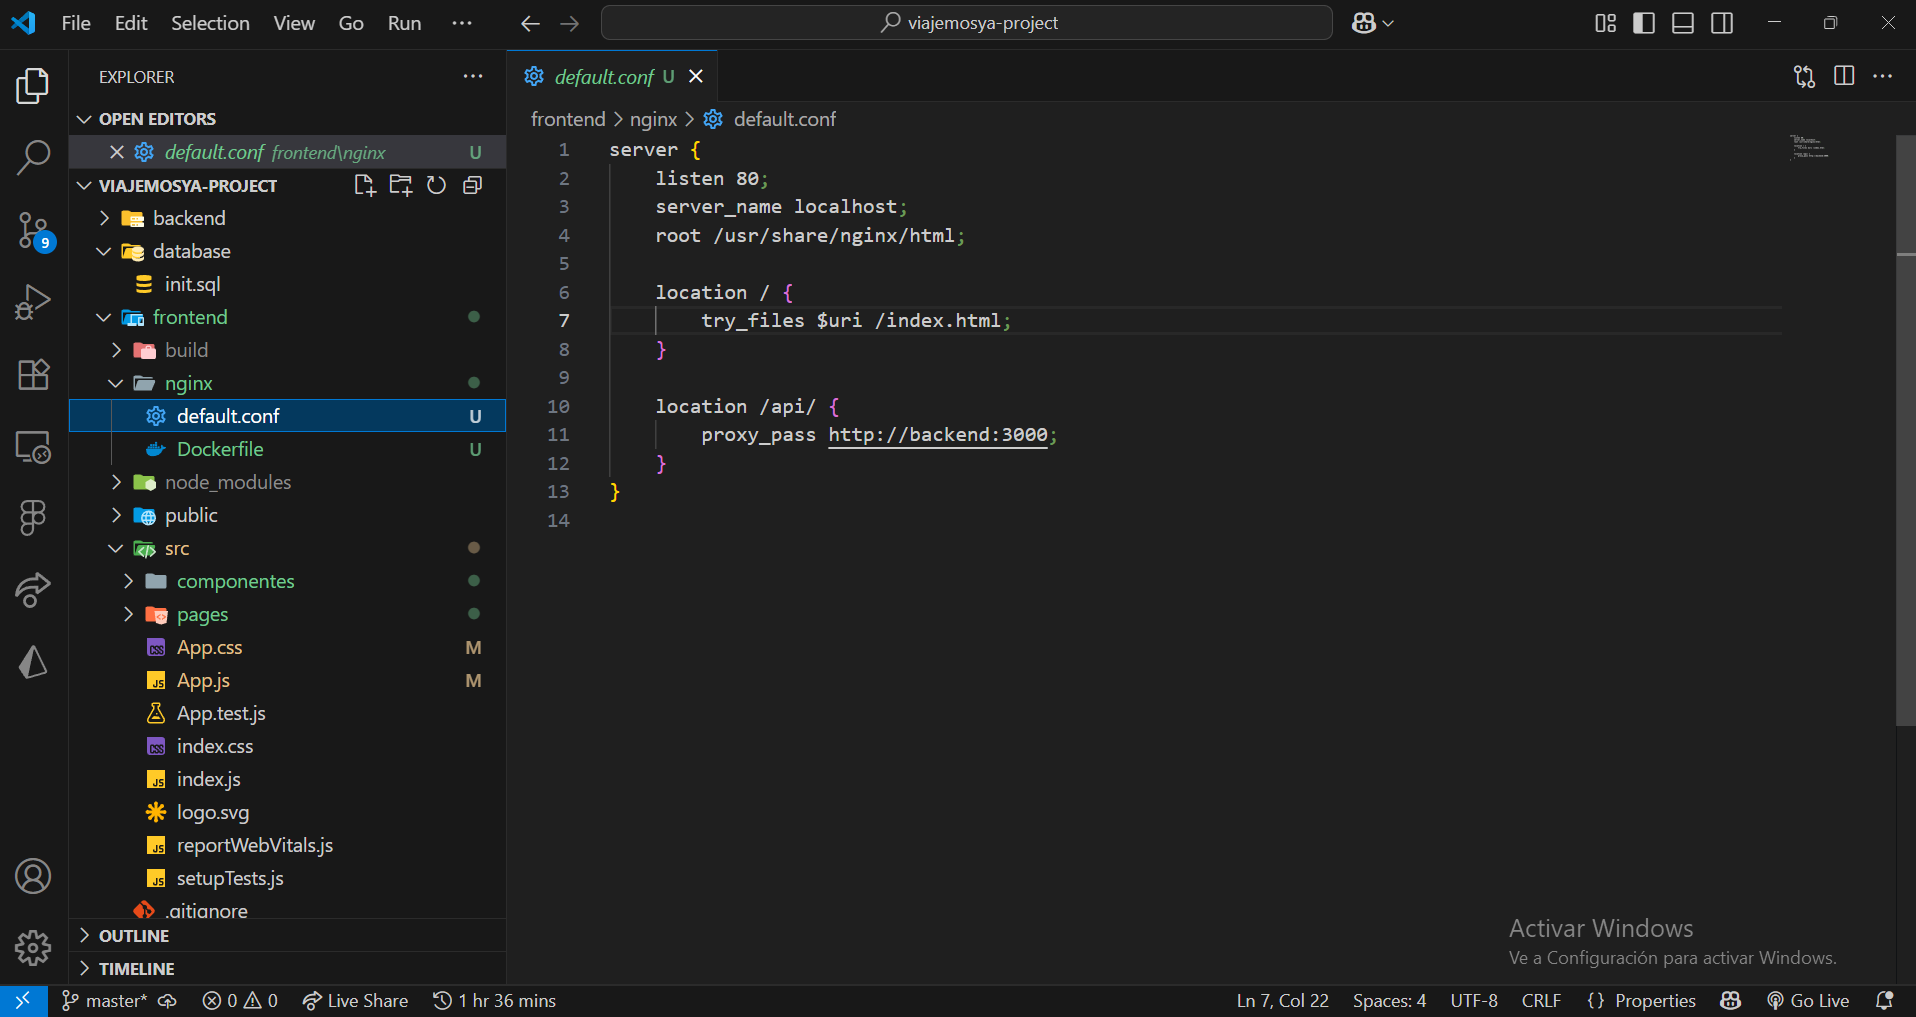 File Edit Selection View Go Run ···
viajemosya-project
EXPLORER
OPEN EDITORS
default.conf frontend\nginx U
VIAJEMOSYA-PROJECT
backend
database
init.sql
frontend
build
nginx
default.conf U
Dockerfile U
node_modules
public
src
componentes
pages
App.css M
App.js M
App.test.js
index.css
index.js
logo.svg
reportWebVitals.js
setupTests.js
.gitignore
OUTLINE
TIMELINE
default.conf U
frontend > nginx > default.conf
1 server {
2 listen 80;
3 server_name localhost;
4 root /usr/share/nginx/html;
5
6 location / {
7 try_files $uri /index.html;
8 }
9
10 location /api/ {
11 proxy_pass http://backend:3000;
12 }
13 }
14
Activar Windows
Ve a Configuración para activar Windows.
9
master* 0 0 Live Share 1 hr 36 mins Ln 7, Col 22 Spaces: 4 UTF-8 CRLF {} Properties Go Live